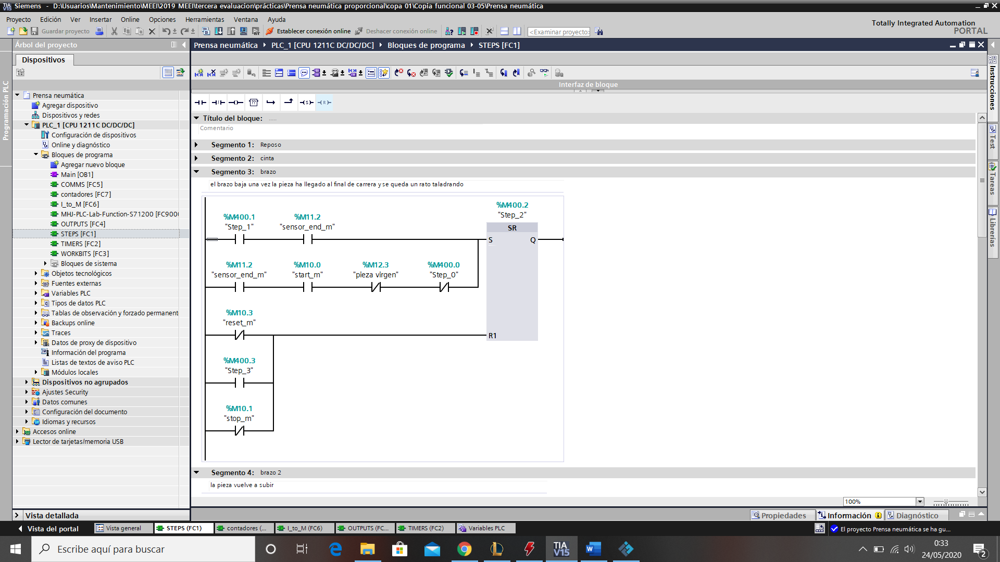 TIA V15 Siemens - D:\Usuarios\Mantenimiento\MEEI\2019 MEEI\tercera evaluacion\prácticas\Prensa neumática proporcional\copa 01\Copia funcional 03-05\Prensa neumática
Proyecto Edición Ver Insertar Online Opciones Herramientas Ventana Ayuda
Totally Integrated Automation
PORTAL
Guardar proyecto
Establecer conexión online
Deshacer conexión online
<Examinar proyecto>
Árbol del proyecto
Prensa neumática PLC_1 [CPU 1211C DC/DC/DC] Bloques de programa STEPS [FC1]
Dispositivos
Programación PLC
Prensa neumática
Agregar dispositivo
Dispositivos y redes
PLC_1 [CPU 1211C DC/DC/DC]
Configuración de dispositivos
Online y diagnóstico
Bloques de programa
Agregar nuevo bloque
Main [OB1]
COMMS [FC5]
contadores [FC7]
I_to_M [FC6]
MHJ-PLC-Lab-Function-S71200 [FC900
OUTPUTS [FC4]
STEPS [FC1]
TIMERS [FC2]
WORKBITS [FC3]
Bloques de sistema
Objetos tecnológicos
Fuentes externas
Variables PLC
Tipos de datos PLC
Tablas de observación y forzado permanent
Backups online
Traces
Datos de proxy de dispositivo
Información del programa
Listas de textos de aviso PLC
Módulos locales
Dispositivos no agrupados
Ajustes Security
Datos comunes
Configuración del documento
Idiomas y recursos
Accesos online
Lector de tarjetas/memoria USB
Vista detallada
Interfaz de bloque
??
S
R
Título del bloque: .....
Comentario
Segmento 1: Reposo
Segmento 2: cinta
Segmento 3: brazo
el brazo baja una vez la pieza ha llegado al final de carrera y se queda un rato taladrando
%M400.2
"Step_2"
%M400.1 %M11.2
"Step_1" "sensor_end_m"
SR
S Q
%M11.2 %M10.0 %M12.3 %M400.0
"sensor_end_m" "start_m" "pieza virgen" "Step_0"
%M10.3
"reset_m"
R1
%M400.3
"Step_3"
%M10.1
"stop_m"
Segmento 4: brazo 2
la pieza vuelve a subir
100%
Propiedades Información Diagnóstico
Instrucciones
Test
Tareas
Librerías
Vista del portal
Vista general
STEPS (FC1)
contadores (...
I_to_M (FC6)
OUTPUTS (FC...
TIMERS (FC2)
Variables PLC
El proyecto Prensa neumática se ha gu...
Escribe aquí para buscar
TIA V15
0:33
24/05/2020
2